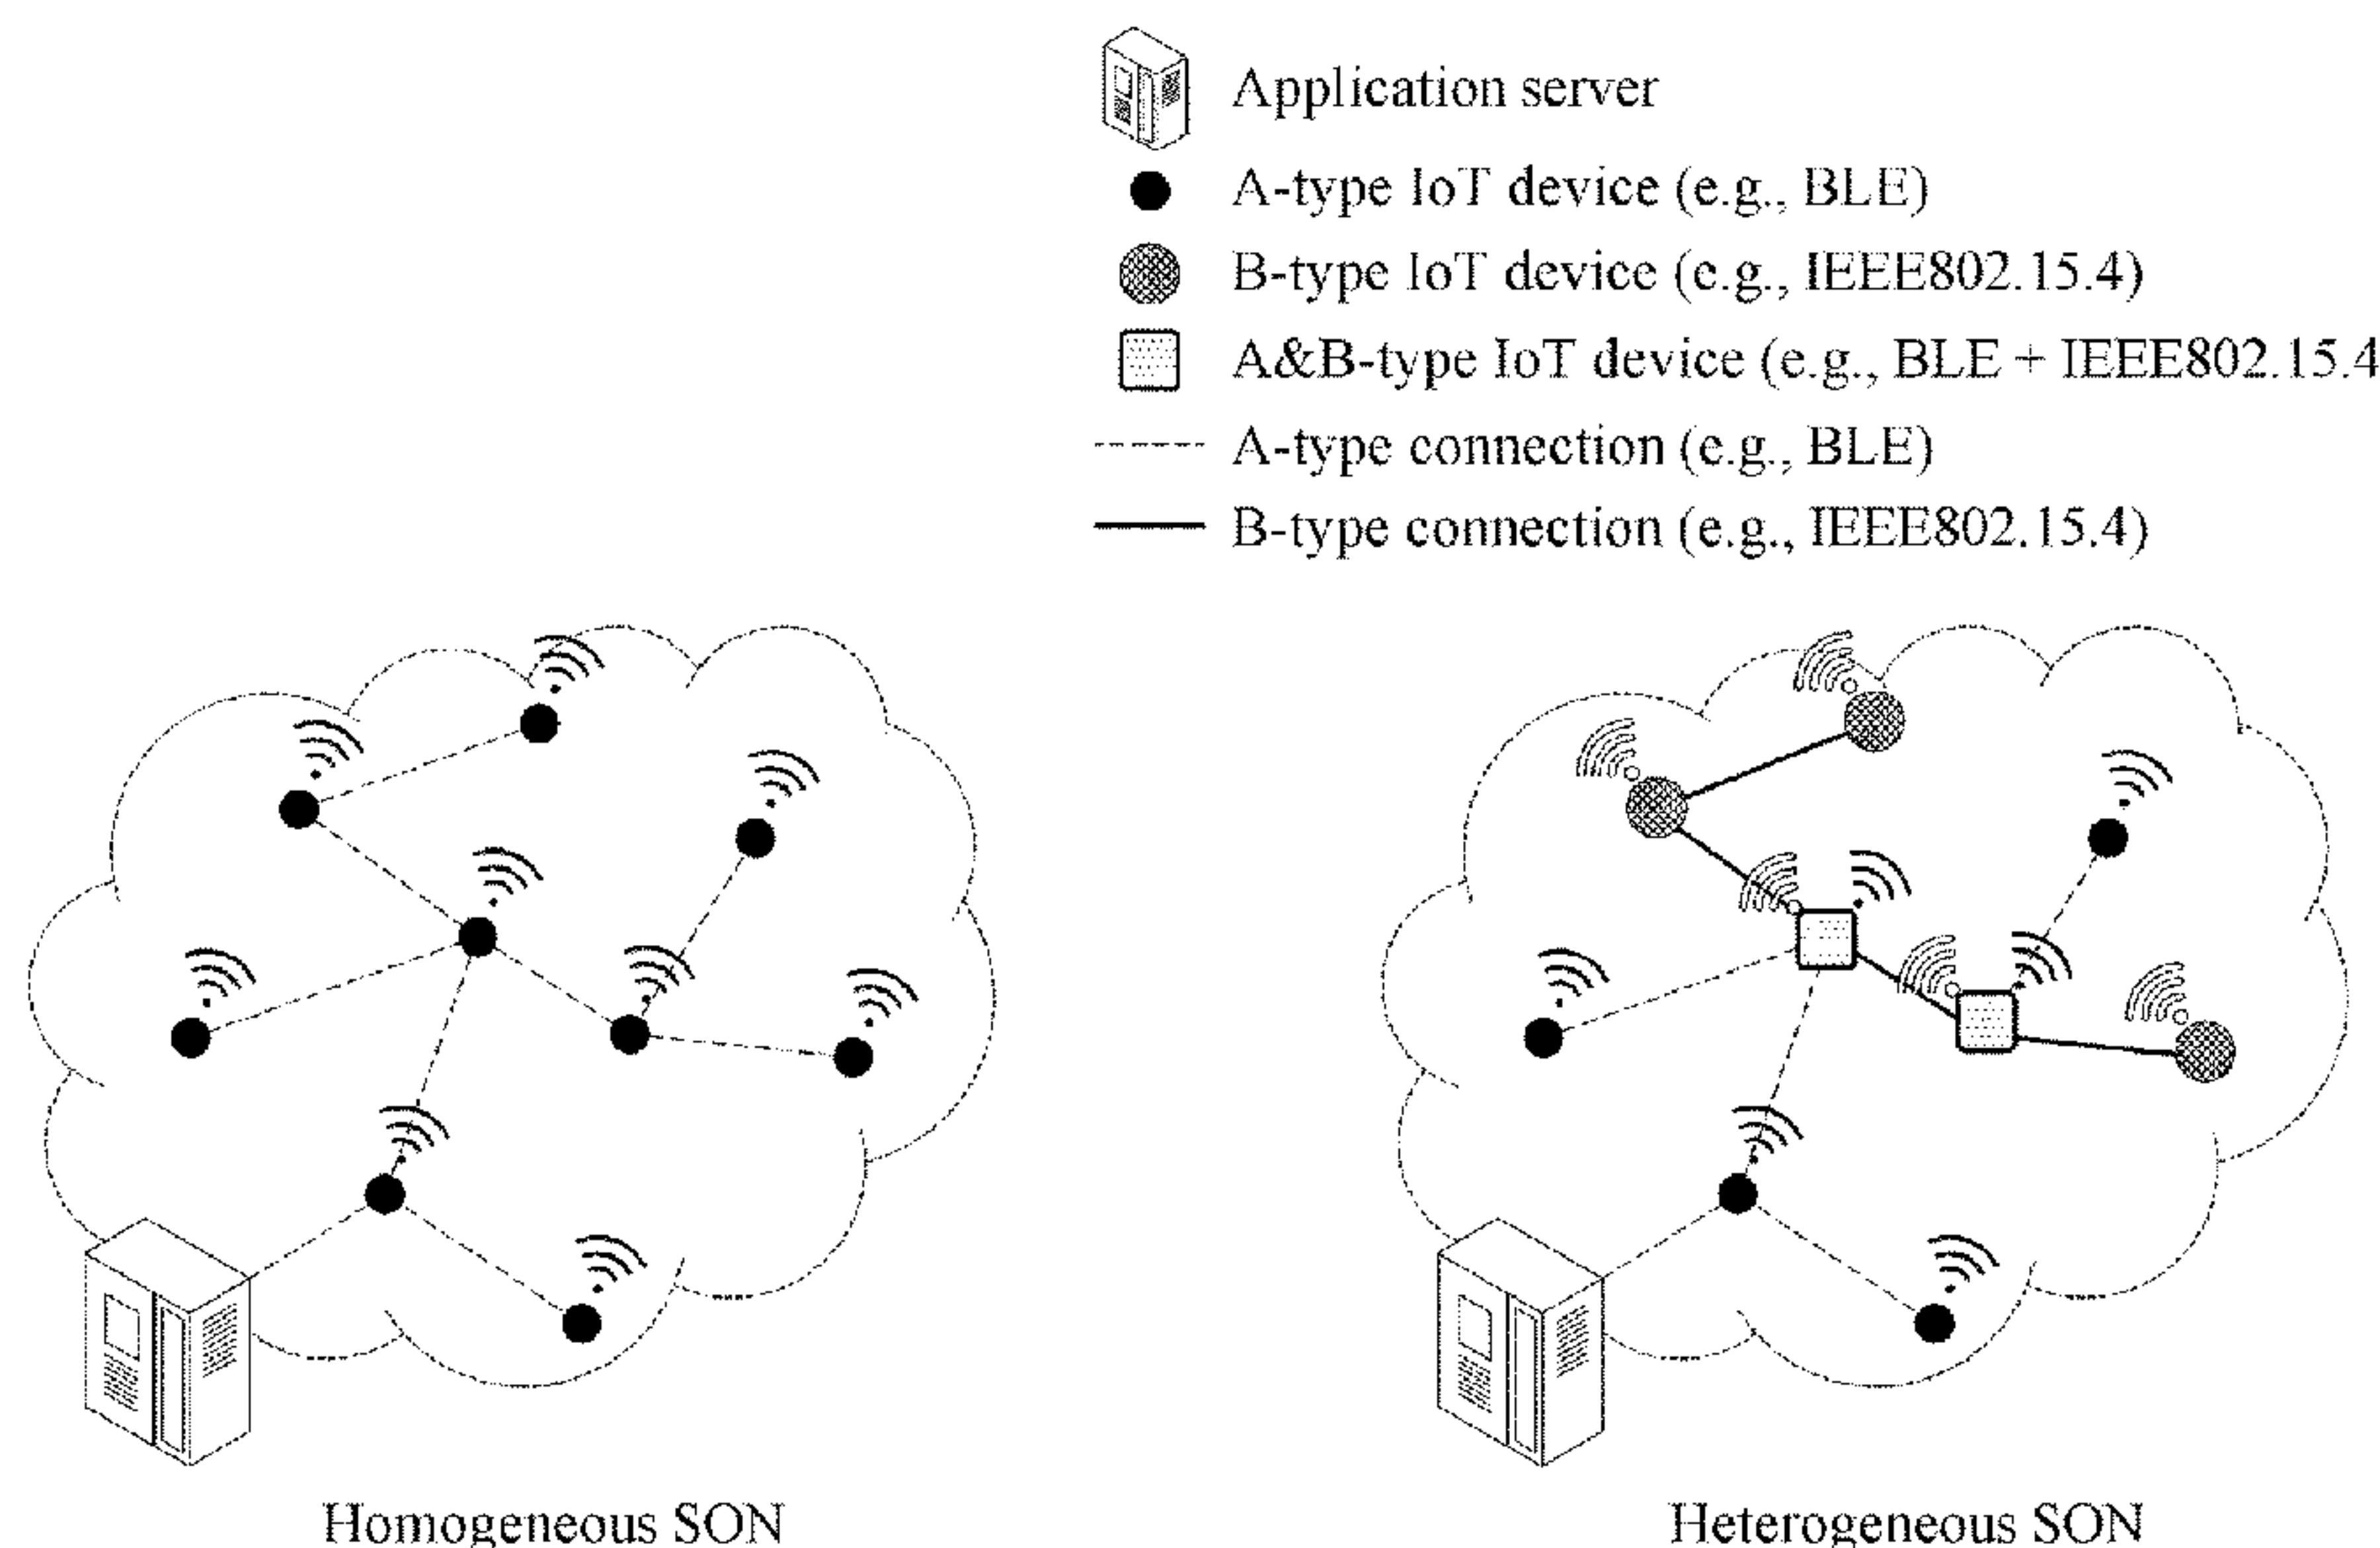 Application server
A-type IoT device (e.g., BLE)
B-type IoT device (e.g., IEEE802.15.4)
A&B-type IoT device (e.g., BLE + IEEE802.15.4
A-type connection (e.g., BLE)
B-type connection (e.g., IEEE802.15.4)
Homogeneous SON
Heterogeneous SON